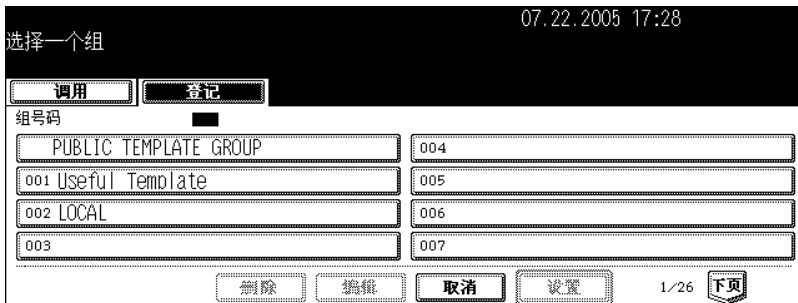 07.22.2005 17:28
选择一个组
调用 登记
组号码
PUBLIC TEMPLATE GROUP 004
001 Useful Template 005
002 LOCAL 006
003 007
删除 编辑 取消 设置 1/26 下页